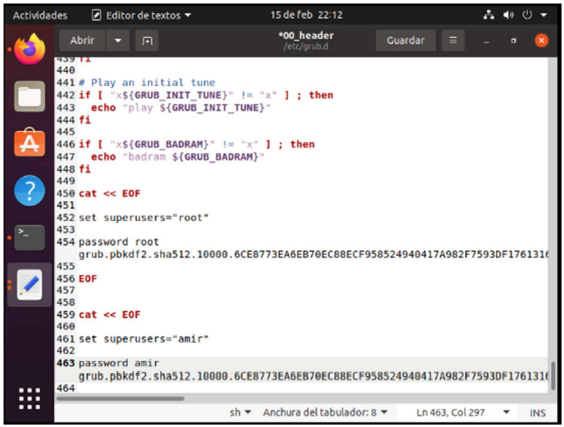 Actividades Editor de textos 15 de feb 22:12
Abrir *00_header Guardar
/etc/grub.d
439 fi
440
441 # Play an initial tune
442 if [ "x${GRUB_INIT_TUNE}" != "x" ] ; then
443 echo "play ${GRUB_INIT_TUNE}"
444 fi
445
446 if [ "x${GRUB_BADRAM}" != "x" ] ; then
447 echo "badram ${GRUB_BADRAM}"
448 fi
449
450 cat << EOF
451
452 set superusers="root"
453
454 password root
grub.pbkdf2.sha512.10000.6CE8773EA6EB70EC88ECF958524940417A982F7593DF1761316
455
456 EOF
457
458
459 cat << EOF
460
461 set superusers="amir"
462
463 password amir
grub.pbkdf2.sha512.10000.6CE8773EA6EB70EC88ECF958524940417A982F7593DF1761316
464
sh Anchura del tabulador: 8 Ln 463, Col 297 INS